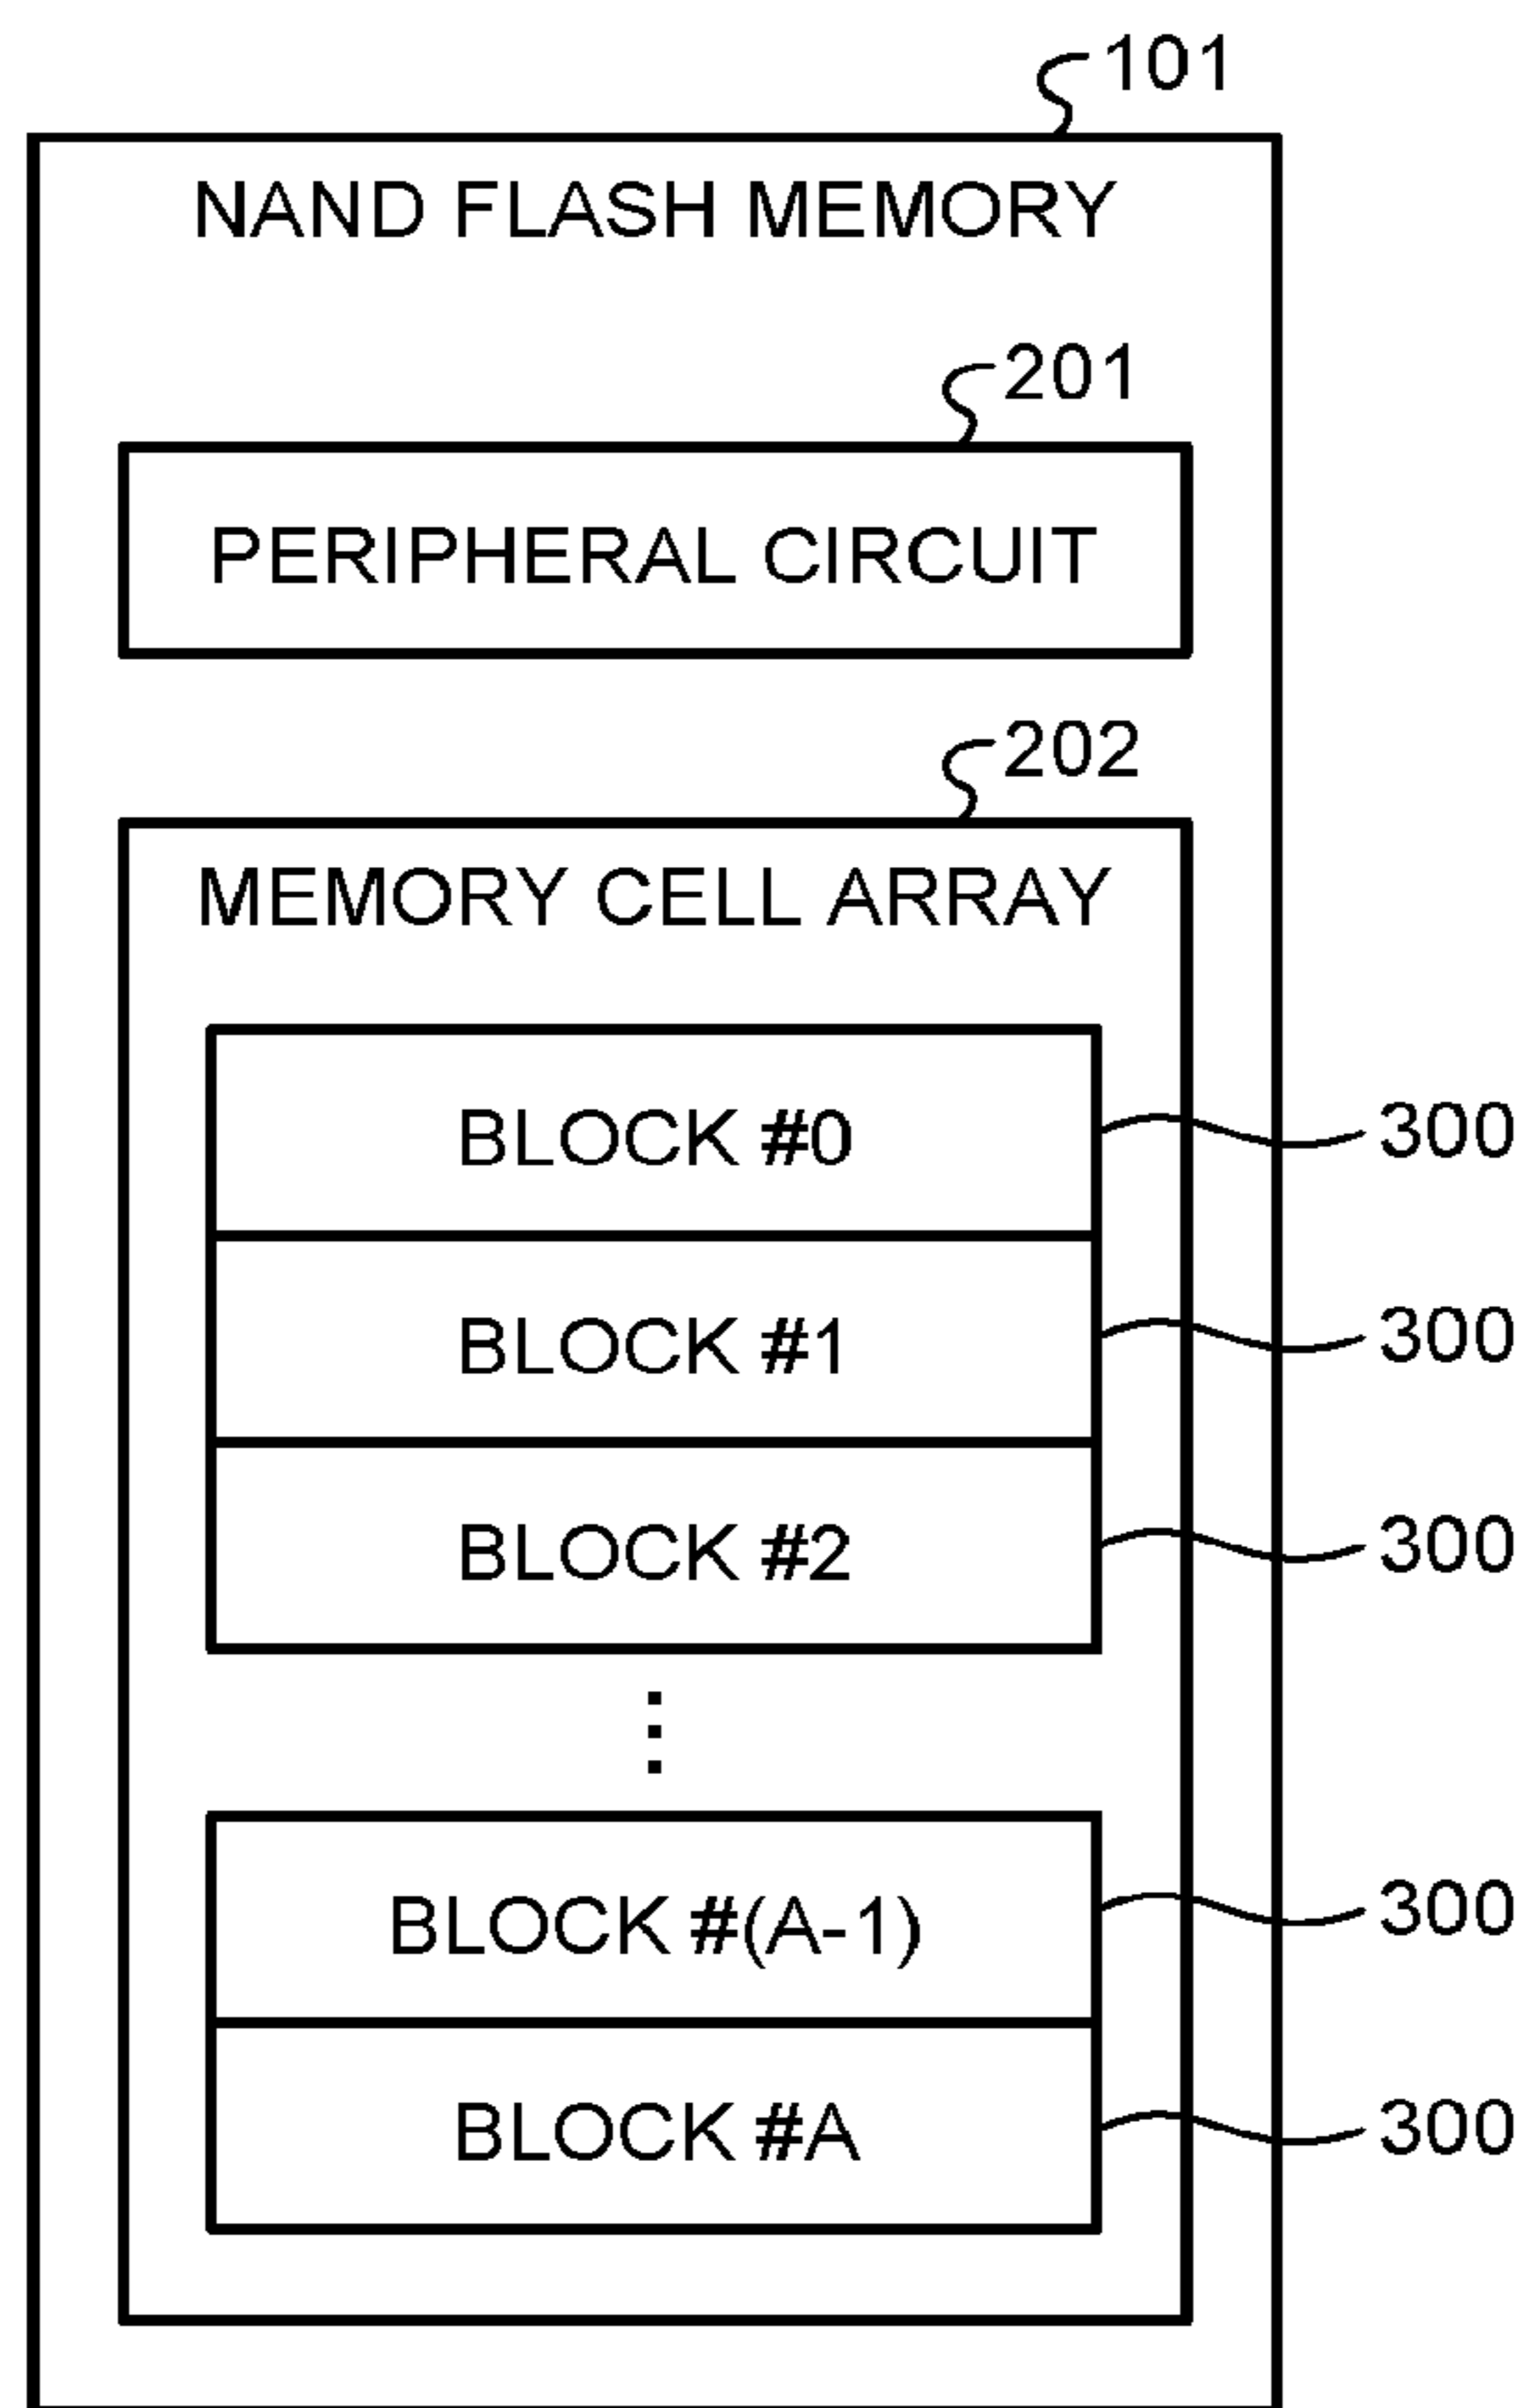 101
NAND FLASH MEMORY
201
PERIPHERAL CIRCUIT
202
MEMORY CELL ARRAY
BLOCK #0
300
BLOCK #1
300
BLOCK #2
300
BLOCK #(A-1)
300
BLOCK #A
300